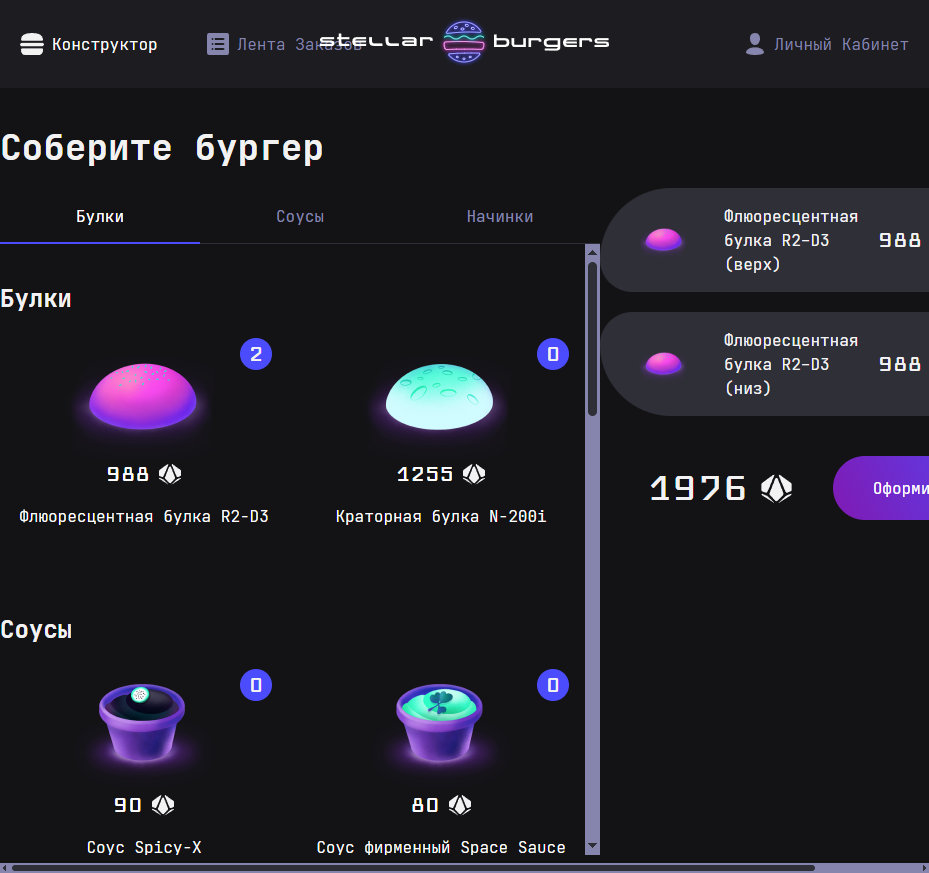 Конструктор
Лента Заказов
stellar burgers
Личный Кабинет
Соберите бургер
Булки
Соусы
Начинки
Флюоресцентная
булка R2-D3
(верх)
988
Флюоресцентная
булка R2-D3
(низ)
988
1976
Оформи
Булки
2
0
988
1255
Флюоресцентная булка R2-D3
Краторная булка N-200i
Соусы
0
0
90
80
Соус Spicy-X
Соус фирменный Space Sauce